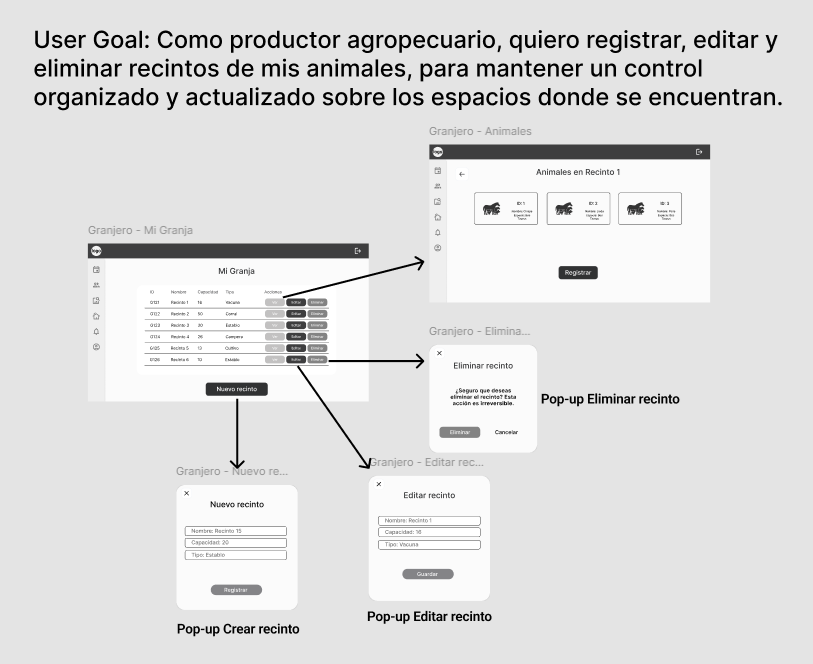 User Goal: Como productor agropecuario, quiero registrar, editar y
eliminar recintos de mis animales, para mantener un control
organizado y actualizado sobre los espacios donde se encuentran.
Granjero - Animales
logo
Animales en Recinto 1
ID: 1
ID: 2
ID: 3
Registrar
Granjero - Mi Granja
logo
Mi Granja
ID Nombre Capacidad Tipo Acciones
0121 Recinto 1 16 Vacuna Ver Editar Eliminar
0122 Recinto 2 50 Corral Ver Editar Eliminar
0123 Recinto 3 30 Establo Ver Editar Eliminar
0124 Recinto 4 26 Campera Ver Editar Eliminar
0125 Recinto 5 13 Ver Editar Eliminar
0126 Recinto 6 10 Establo Ver Editar Eliminar
Nuevo recinto
Granjero - Elimina...
Eliminar recinto
¿Seguro que deseas
eliminar el recinto? Esta
acción es irreversible.
Eliminar Cancelar
Pop-up Eliminar recinto
Granjero - Nuevo re...
Nuevo recinto
Nombre: Recinto 15
Capacidad: 20
Tipo: Establo
Registrar
Pop-up Crear recinto
Granjero - Editar rec...
Editar recinto
Nombre: Recinto 1
Capacidad: 16
Tipo: Vacuna
Guardar
Pop-up Editar recinto